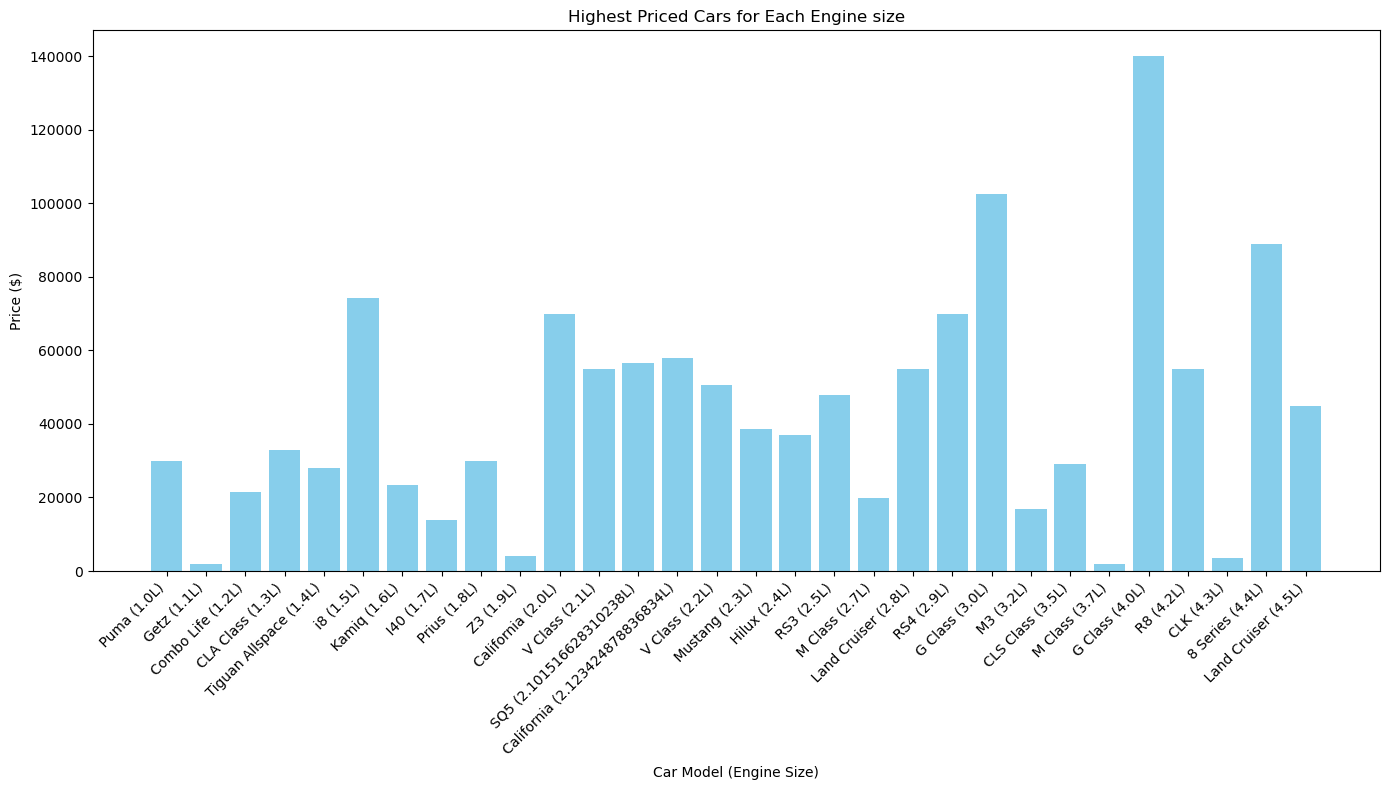 Highest Priced Cars for Each Engine size
140000
120000
100000
80000
60000
40000
20000
0
Price ($)
Puma (1.0L)
Getz (1.1L)
Combo Life (1.2L)
CLA Class (1.3L)
Tiguan Allspace (1.4L)
i8 (1.5L)
Kamiq (1.6L)
I40 (1.7L)
Prius (1.8L)
Z3 (1.9L)
California (2.0L)
V Class (2.1L)
SQ5 (2.101516628310238L)
California (2.1234248788368​34L)
V Class (2.2L)
Mustang (2.3L)
Hilux (2.4L)
RS3 (2.5L)
M Class (2.7L)
Land Cruiser (2.8L)
RS4 (2.9L)
G Class (3.0L)
M3 (3.2L)
CLS Class (3.5L)
M Class (3.7L)
G Class (4.0L)
R8 (4.2L)
CLK (4.3L)
8 Series (4.4L)
Land Cruiser (4.5L)
Car Model (Engine Size)